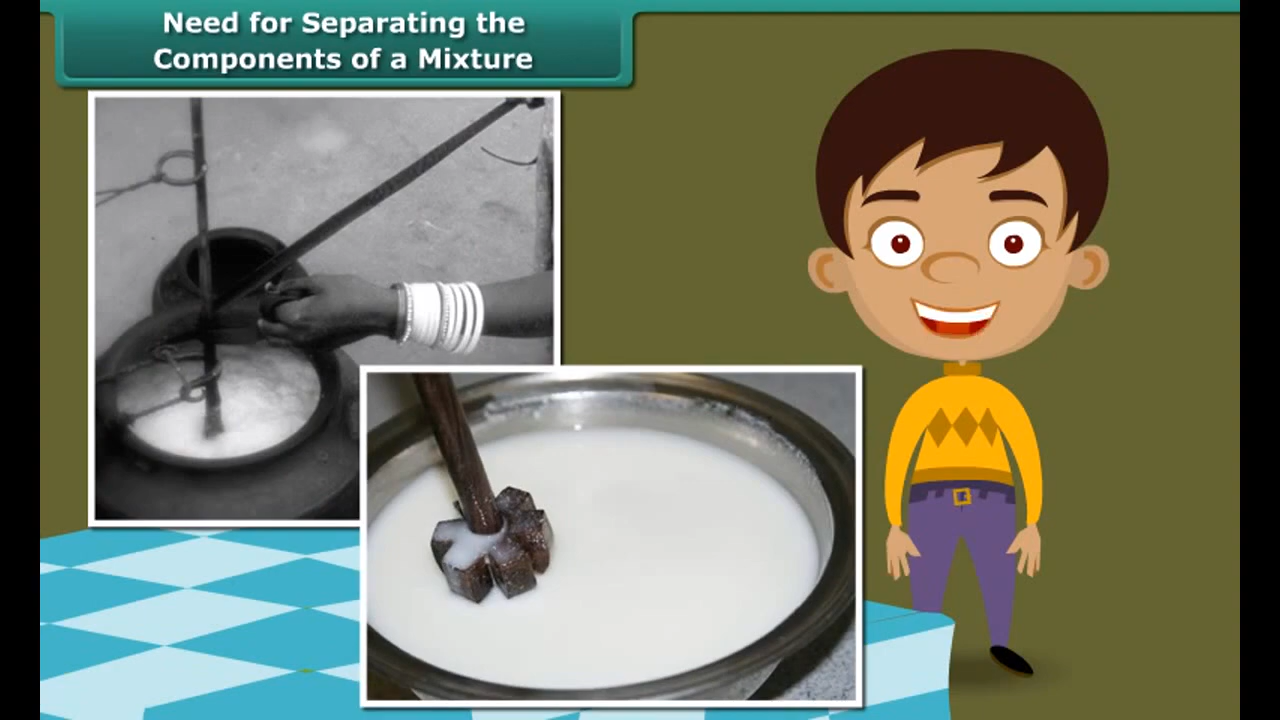 Need for Separating the
Components of a Mixture